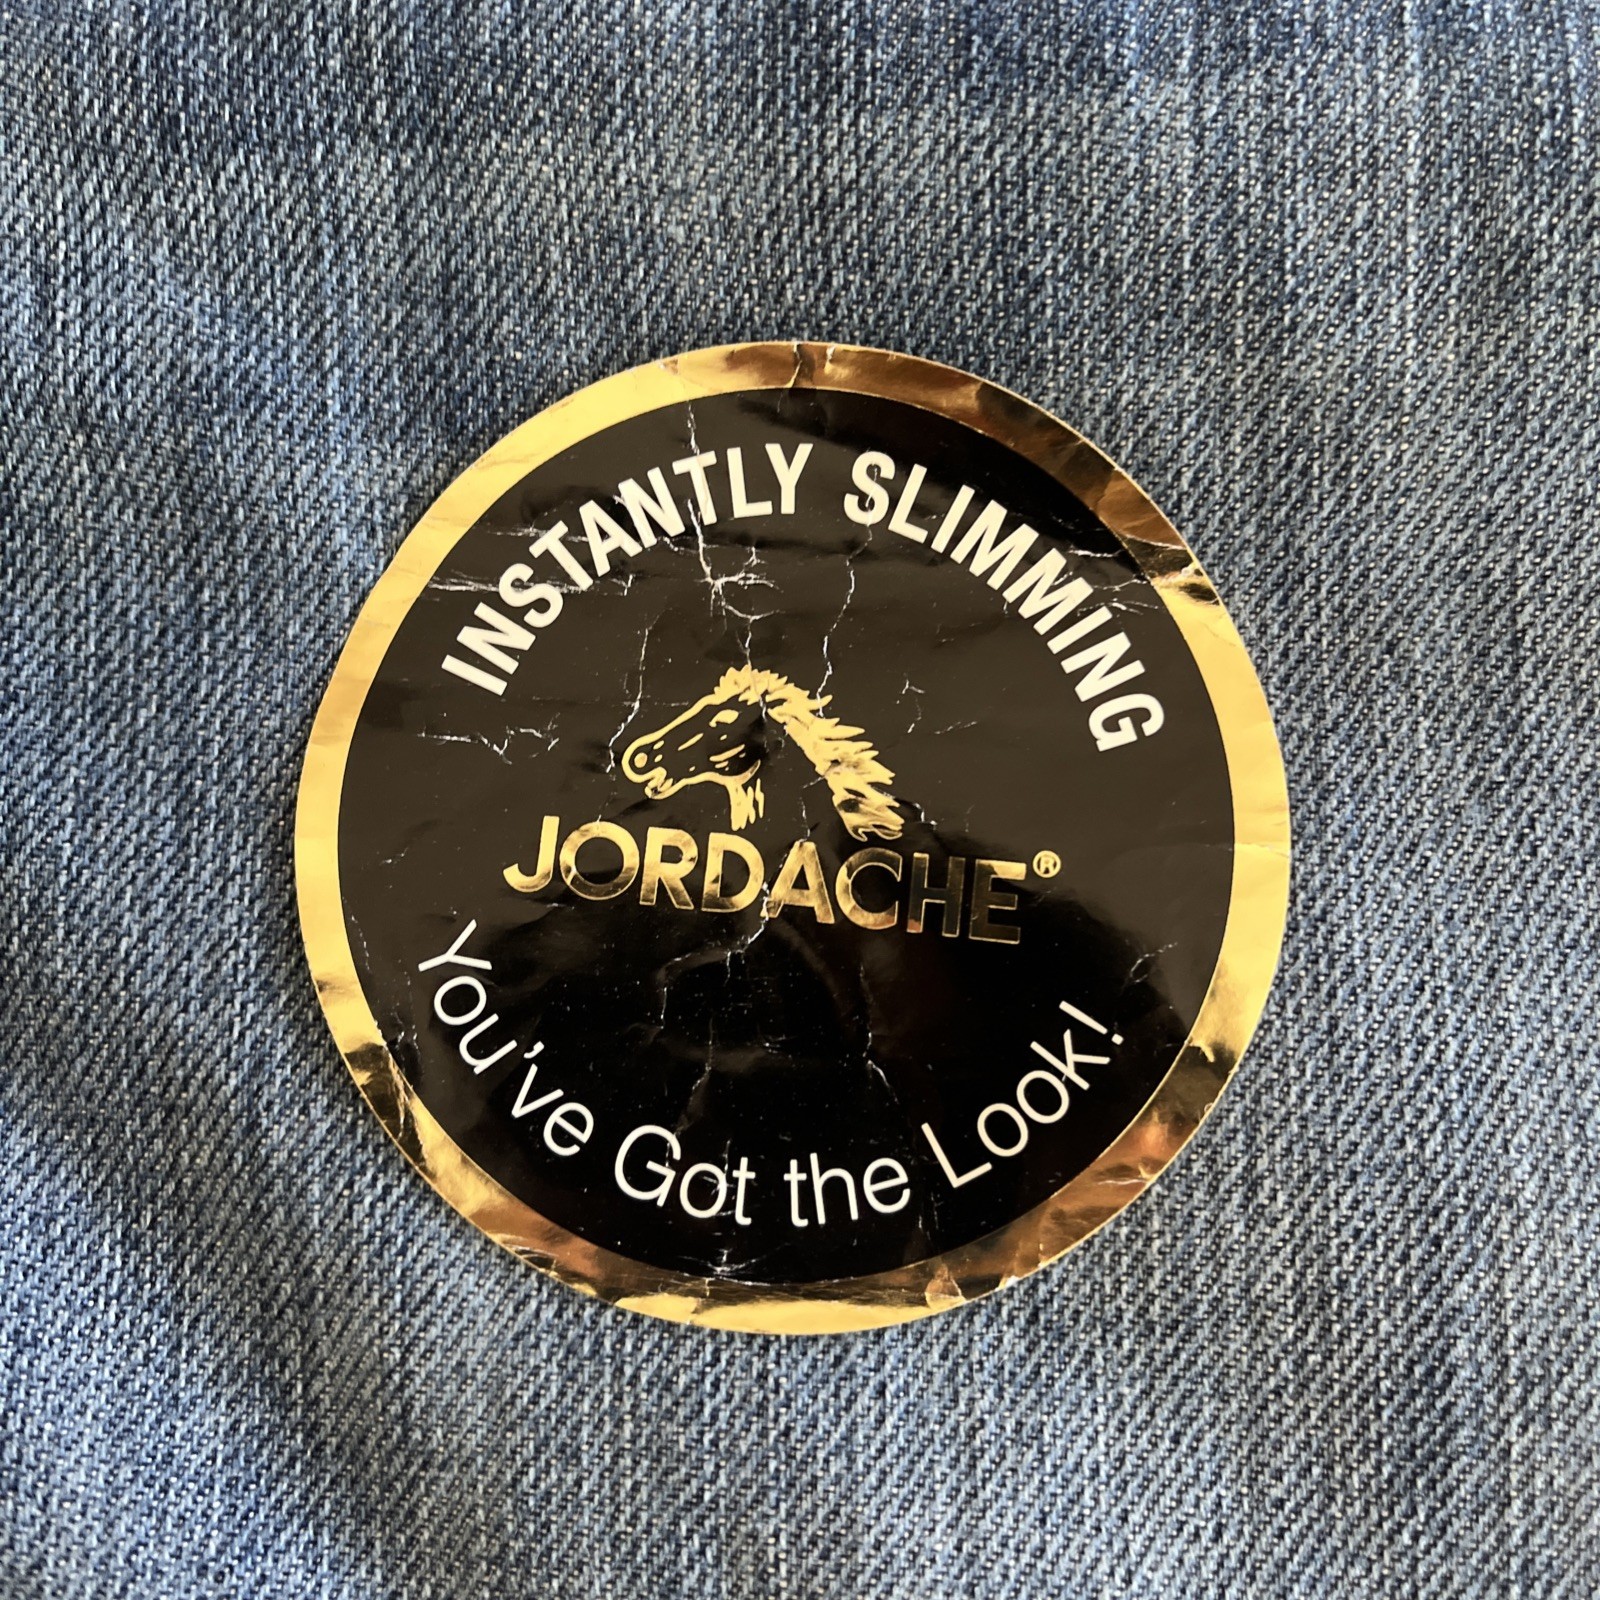 INSTANTLY SLIMMING
JORDACHE®
You've Got the Look!